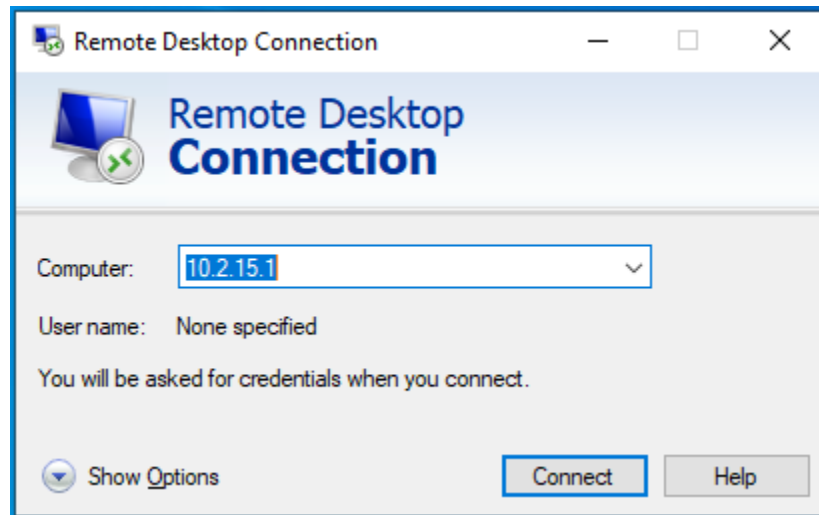 Remote Desktop Connection
Remote Desktop
Connection
Computer: 10.2.15.1
User name: None specified
You will be asked for credentials when you connect.
Show Options Connect Help